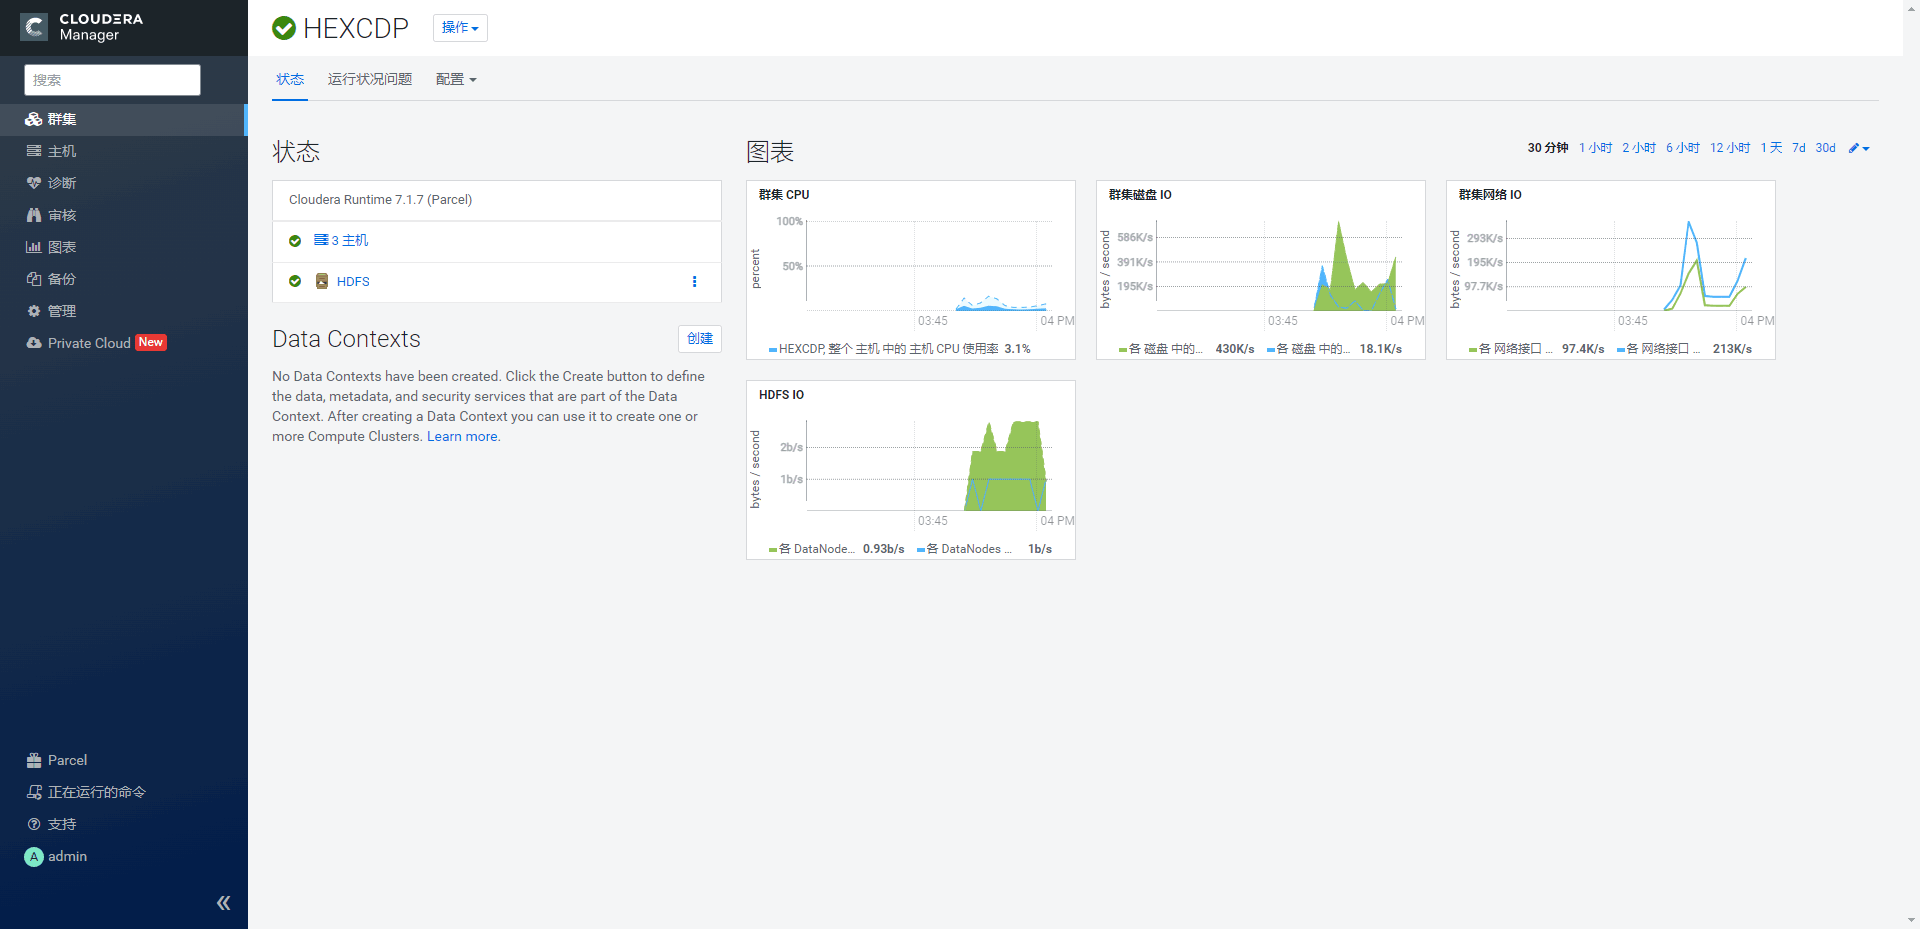 CLOUDERA
Manager
搜索
群集
主机
诊断
审核
图表
备份
管理
Private Cloud New
Parcel
正在运行的命令
支持
A admin
HEXCDP 操作
状态 运行状况问题 配置
状态
Cloudera Runtime 7.1.7 (Parcel)
3 主机
HDFS
Data Contexts 创建
No Data Contexts have been created. Click the Create button to define
the data, metadata, and security services that are part of the Data
Context. After creating a Data Context you can use it to create one or
more Compute Clusters. Learn more.
图表
30 分钟 1 小时 2 小时 6 小时 12 小时 1 天 7d 30d
群集 CPU
percent
100%
50%
03:45 04 PM
HEXCDP, 整个 主机 中的 主机 CPU 使用率 3.1%
群集磁盘 IO
bytes / second
586K/s
391K/s
195K/s
03:45 04 PM
各 磁盘 中的... 430K/s 各 磁盘 中的... 18.1K/s
群集网络 IO
bytes / second
293K/s
195K/s
97.7K/s
03:45 04 PM
各 网络接口 ... 97.4K/s 各 网络接口 ... 213K/s
HDFS IO
bytes / second
2b/s
1b/s
03:45 04 PM
各 DataNode... 0.93b/s 各 DataNodes ... 1b/s